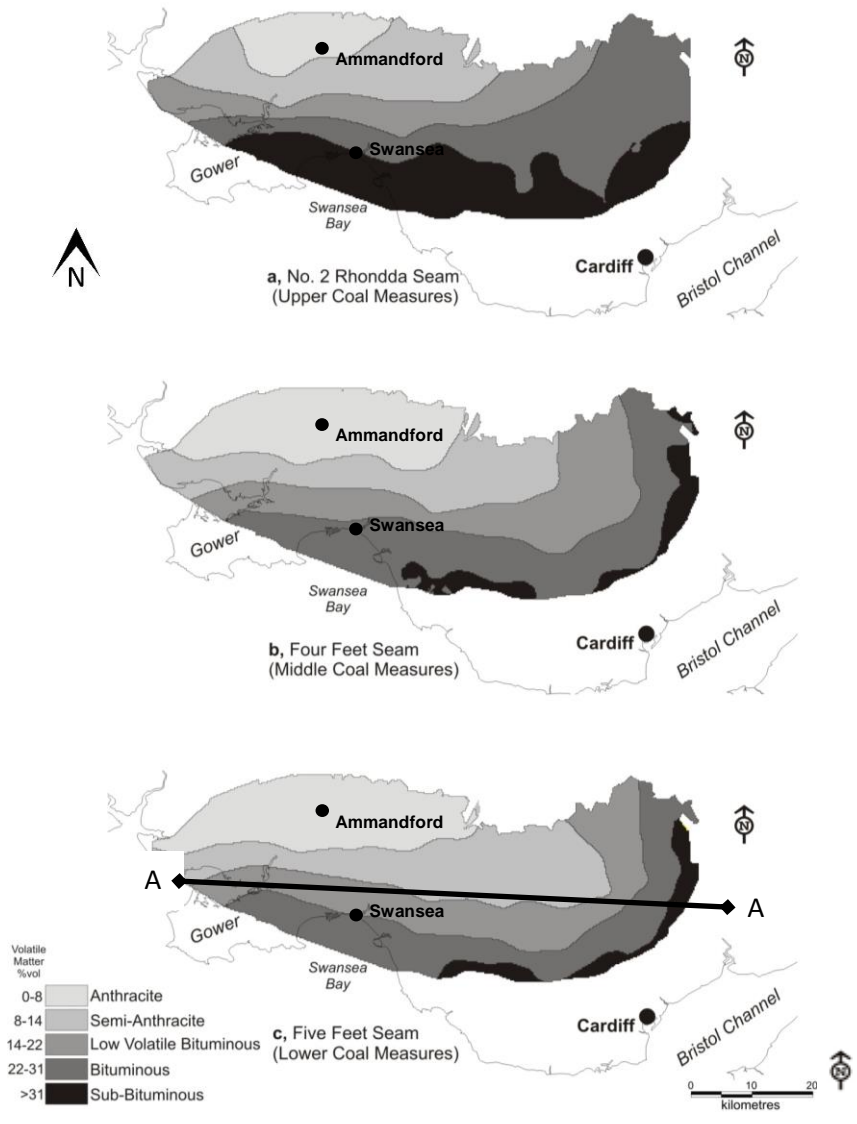 N
Ammandford
Swansea
Gower
Swansea
Bay
N
Cardiff
Bristol Channel
a, No. 2 Rhondda Seam
(Upper Coal Measures)
N
Ammandford
Swansea
Gower
Swansea
Bay
Cardiff
Bristol Channel
b, Four Feet Seam
(Middle Coal Measures)
N
Ammandford
A
A
Swansea
Gower
Swansea
Bay
Volatile
Matter
%vol
0-8 Anthracite
8-14 Semi-Anthracite
14-22 Low Volatile Bituminous
22-31 Bituminous
>31 Sub-Bituminous
Cardiff
Bristol Channel
c, Five Feet Seam
(Lower Coal Measures)
N
0 10 20
kilometres